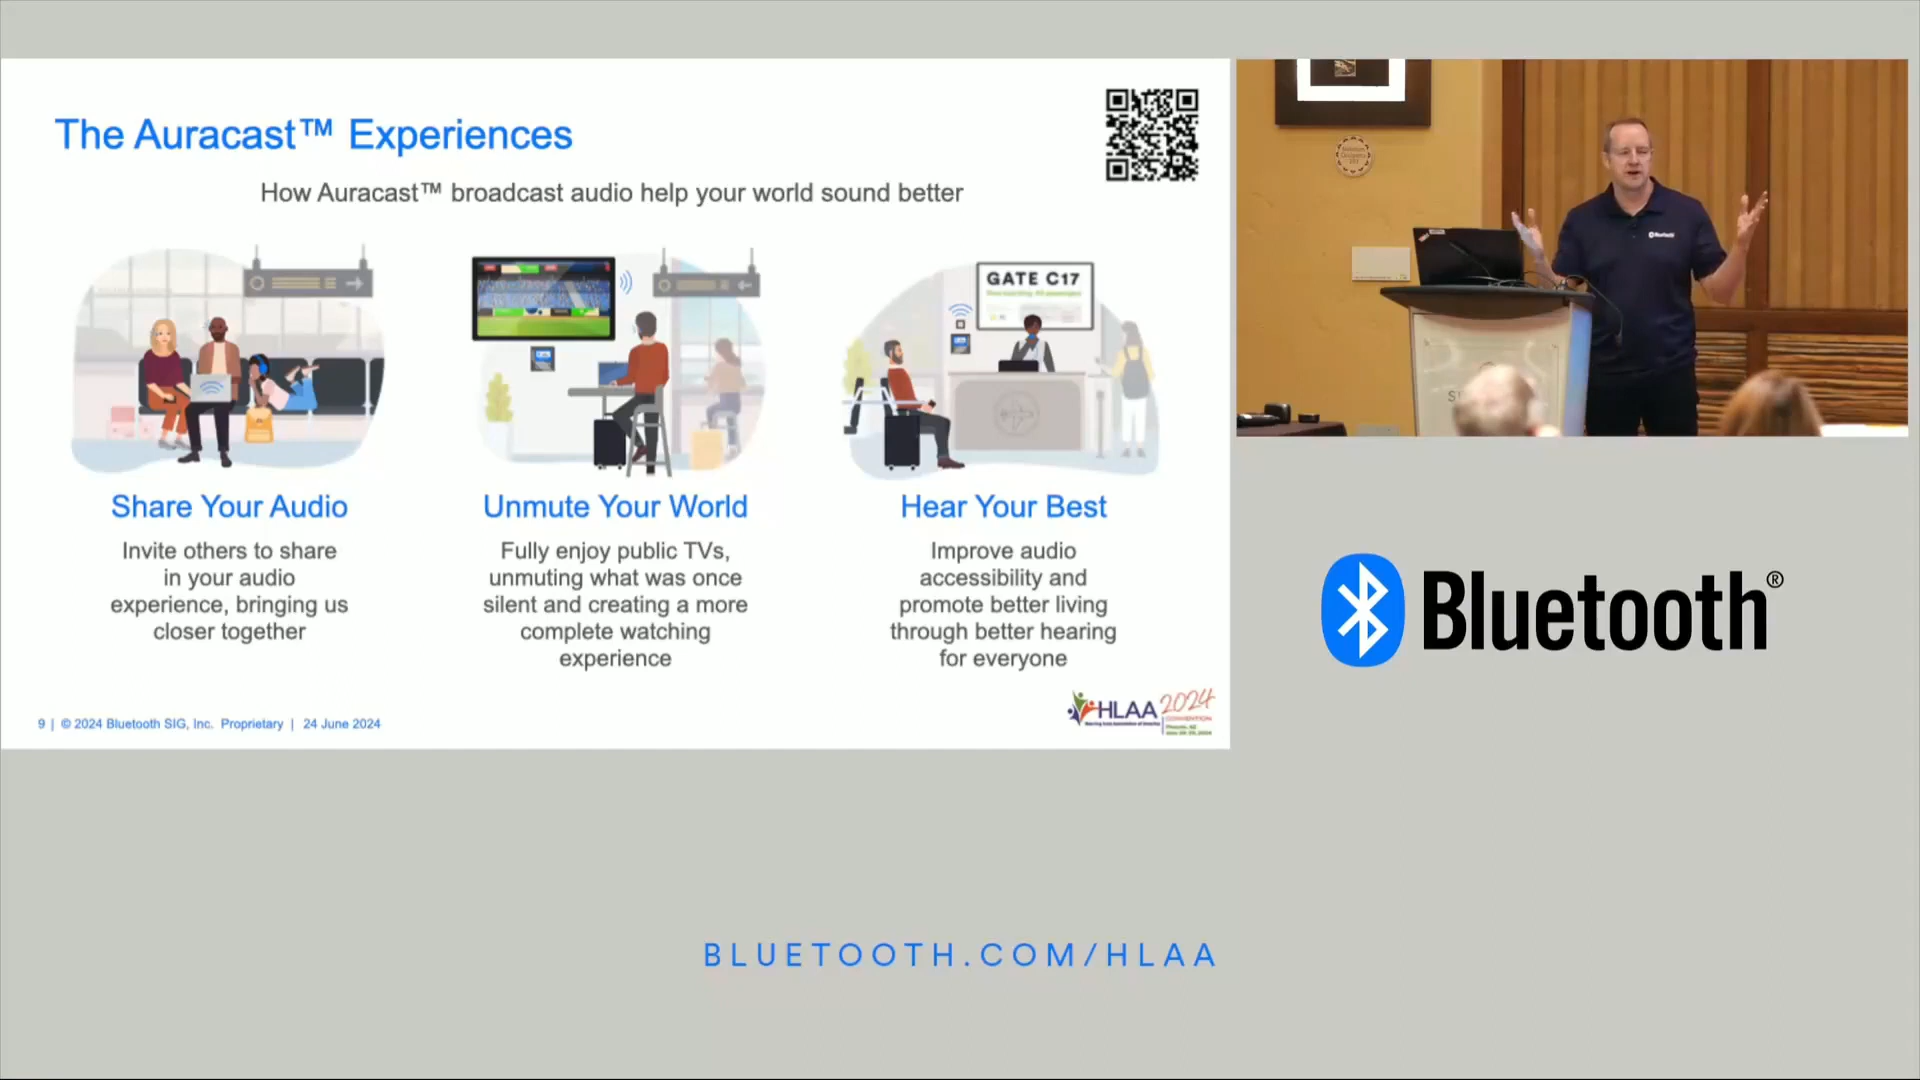 The Auracast™ Experiences
How Auracast™ broadcast audio help your world sound better
GATE C17
Share Your Audio
Invite others to share
in your audio
experience, bringing us
closer together
Unmute Your World
Fully enjoy public TVs,
unmuting what was once
silent and creating a more
complete watching
experience
Hear Your Best
Improve audio
accessibility and
promote better living
through better hearing
for everyone
9 | © 2024 Bluetooth SIG, Inc. Proprietary | 24 June 2024
HLAA 2024
CONVENTION
Bluetooth
Bluetooth®
BLUETOOTH.COM/HLAA